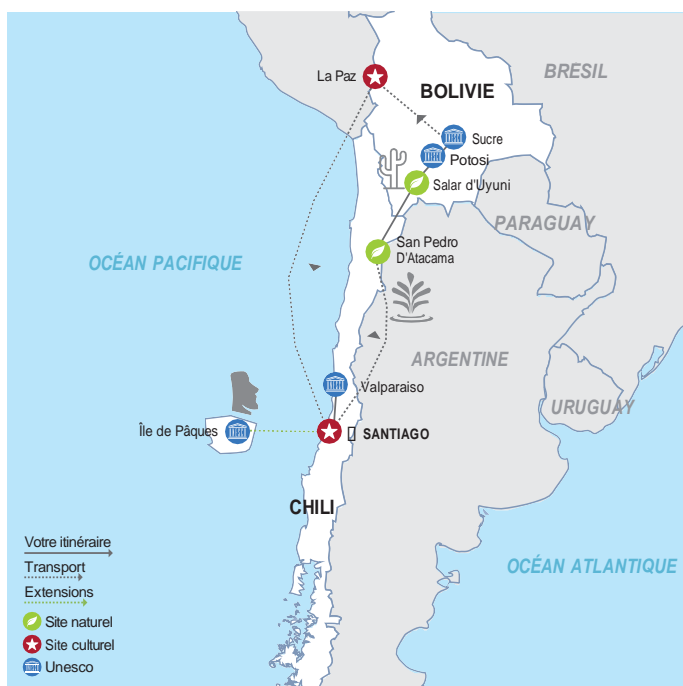 BRESIL
La Paz
BOLIVIE
Sucre
Potosi
Salar d'Uyuni
PARAGUAY
San Pedro
D'Atacama
OCÉAN PACIFIQUE
ARGENTINE
Valparaiso
URUGUAY
Île de Pâques
SANTIAGO
CHILI
OCÉAN ATLANTIQUE
Votre itinéraire
Transport
Extensions
Site naturel
Site culturel
Unesco